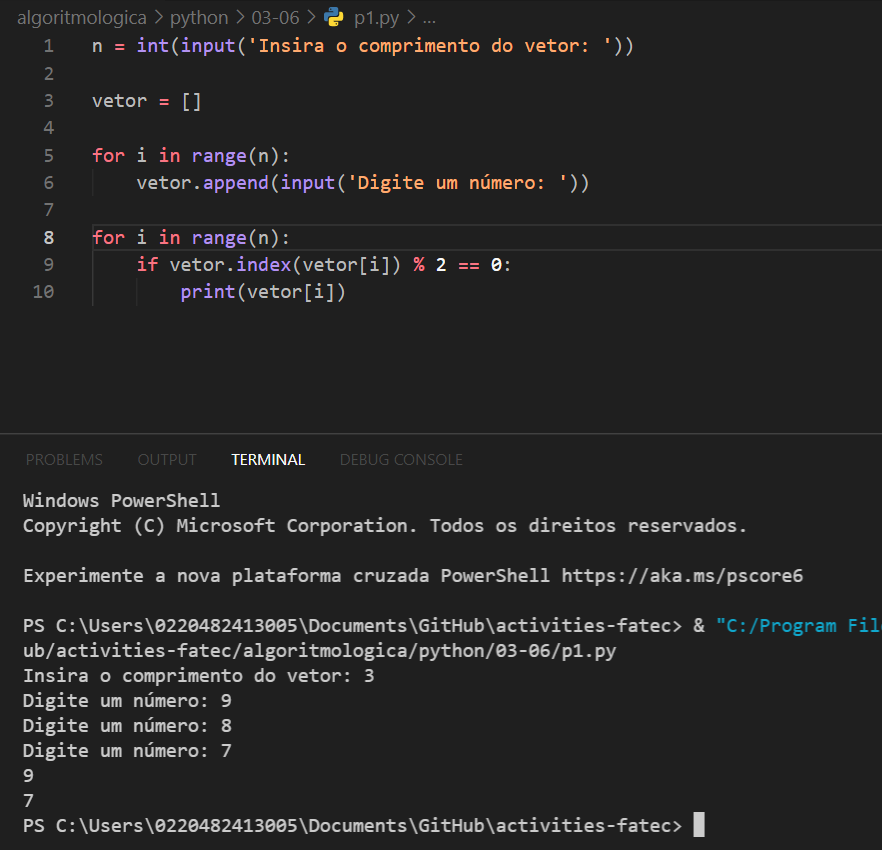 algoritmologica > python > 03-06 > p1.py > ...
1 n = int(input('Insira o comprimento do vetor: '))
2
3 vetor = []
4
5 for i in range(n):
6     vetor.append(input('Digite um número: '))
7
8 for i in range(n):
9     if vetor.index(vetor[i]) % 2 == 0:
10         print(vetor[i])
PROBLEMS OUTPUT TERMINAL DEBUG CONSOLE
Windows PowerShell
Copyright (C) Microsoft Corporation. Todos os direitos reservados.
Experimente a nova plataforma cruzada PowerShell https://aka.ms/pscore6
PS C:\Users\0220482413005\Documents\GitHub\activities-fatec> & "C:/Program Fil
ub/activities-fatec/algoritmologica/python/03-06/p1.py
Insira o comprimento do vetor: 3
Digite um número: 9
Digite um número: 8
Digite um número: 7
9
7
PS C:\Users\0220482413005\Documents\GitHub\activities-fatec>